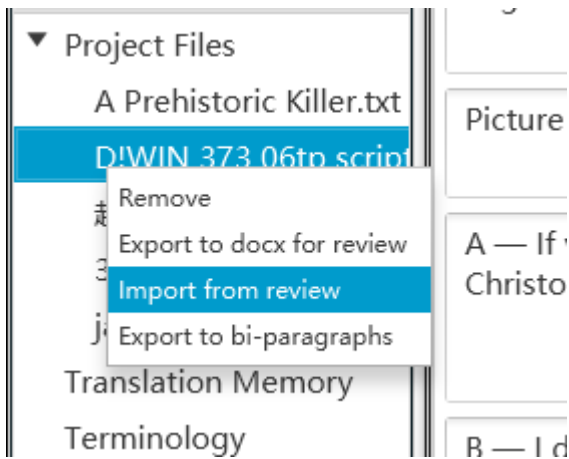 Project Files
A Prehistoric Killer.txt
D!WIN 373 06tp script
Remove
Export to docx for review
Import from review
Export to bi-paragraphs
Translation Memory
Terminology
Picture
A — If
Christo
B — I d